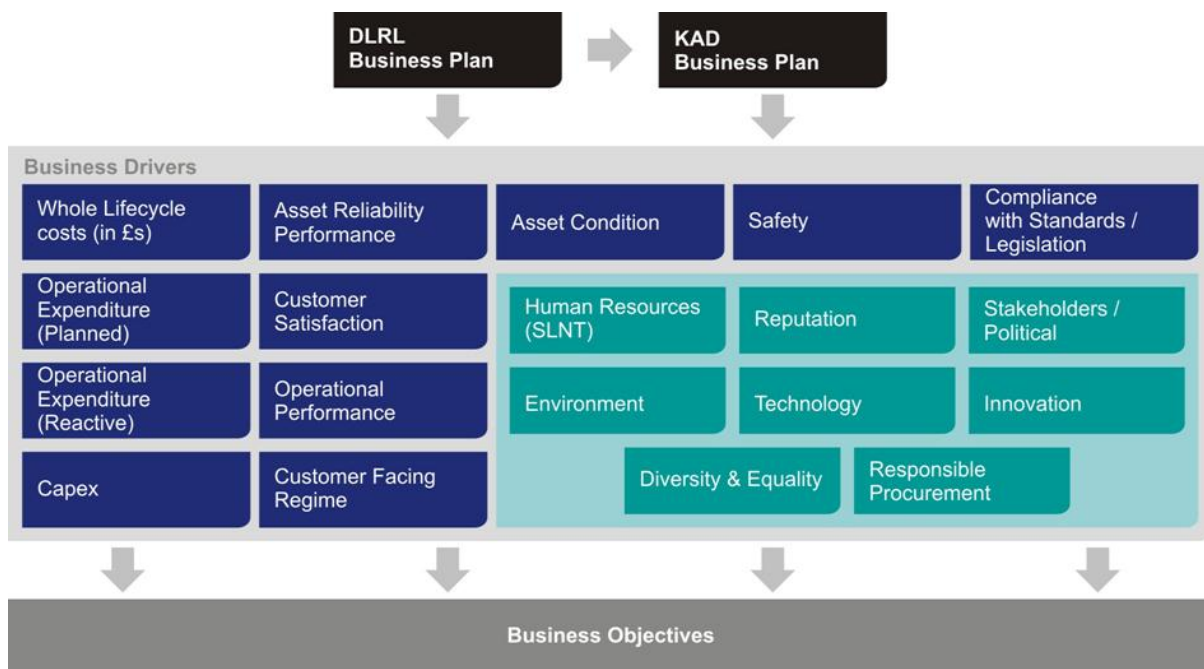 DLRL
Business Plan
KAD
Business Plan
Business Drivers
Whole Lifecycle
costs (in £s)
Asset Reliability
Performance
Asset Condition
Safety
Compliance
with Standards /
Legislation
Operational
Expenditure
(Planned)
Customer
Satisfaction
Human Resources
(SLNT)
Reputation
Stakeholders /
Political
Operational
Expenditure
(Reactive)
Operational
Performance
Environment
Technology
Innovation
Capex
Customer Facing
Regime
Diversity & Equality
Responsible
Procurement
Business Objectives